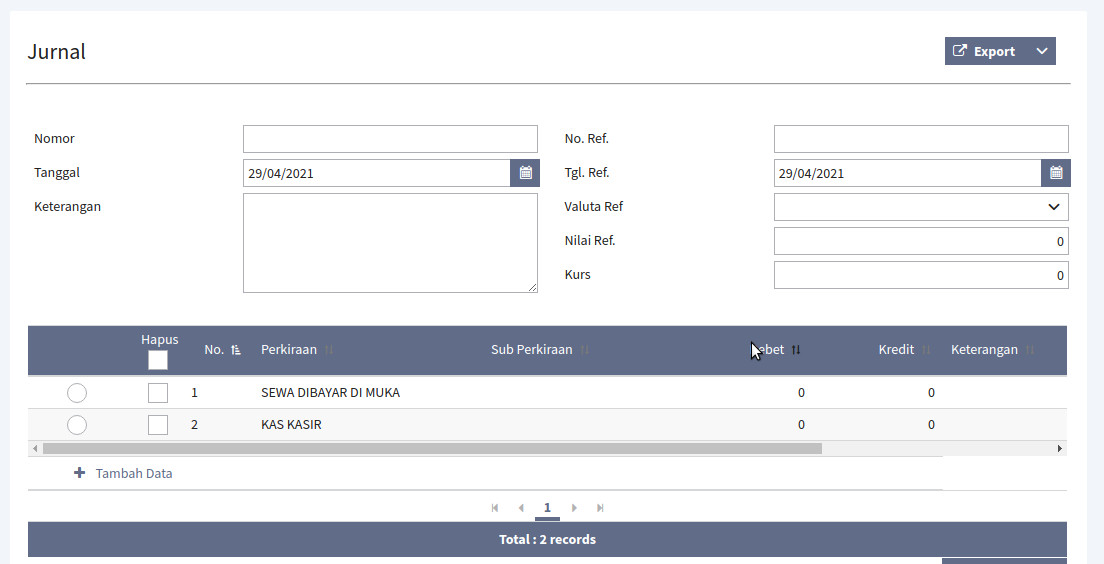 Jurnal
Export
Nomor
No. Ref.
Tanggal 29/04/2021
Tgl. Ref. 29/04/2021
Keterangan
Valuta Ref
Nilai Ref. 0
Kurs 0
Hapus No. Perkiraan Sub Perkiraan Kredit Keterangan
1 SEWA DIBAYAR DI MUKA 0 0
2 KAS KASIR 0 0
Tambah Data
1
Total : 2 records